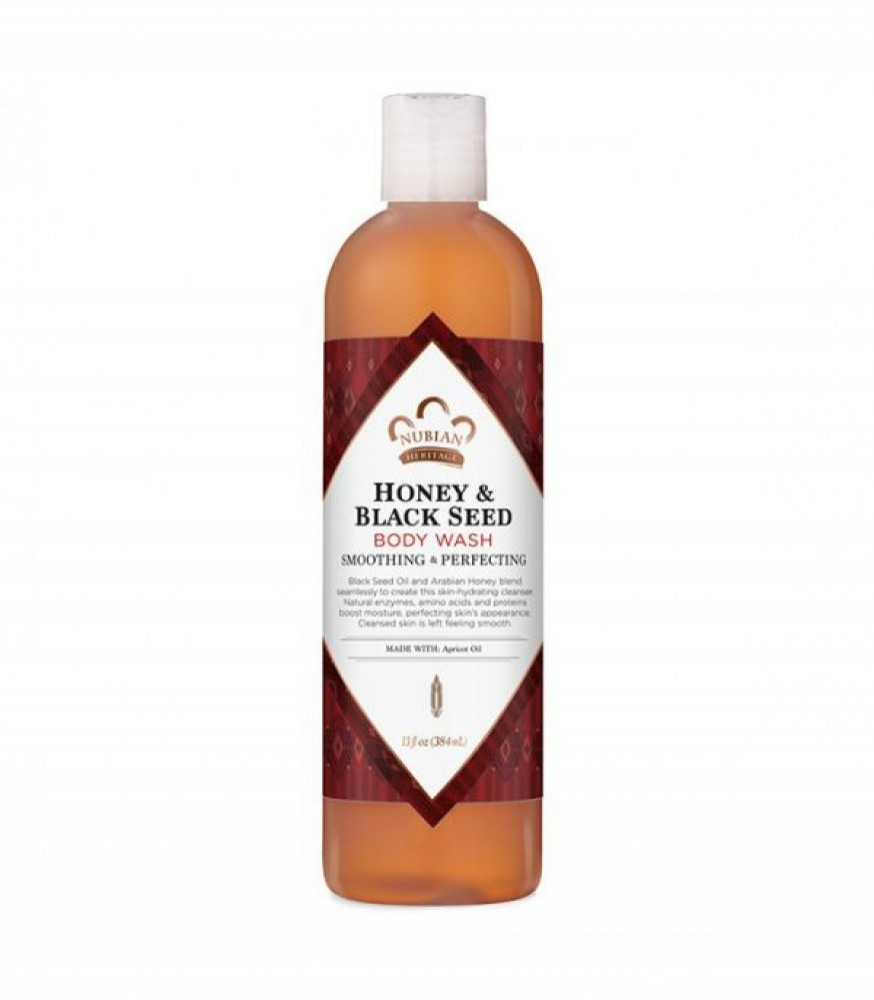 NUBIAN
HERITAGE
HONEY &
BLACK SEED
BODY WASH
SMOOTHING & PERFECTING
Black Seed Oil and Arabian Honey blend
seamlessly to create this skin-hydrating cleanser.
Natural enzymes, amino acids and proteins
boost moisture, perfecting skin's appearance.
Cleansed skin is left feeling smooth.
MADE WITH: Apricot Oil
13 fl oz (384 mL)